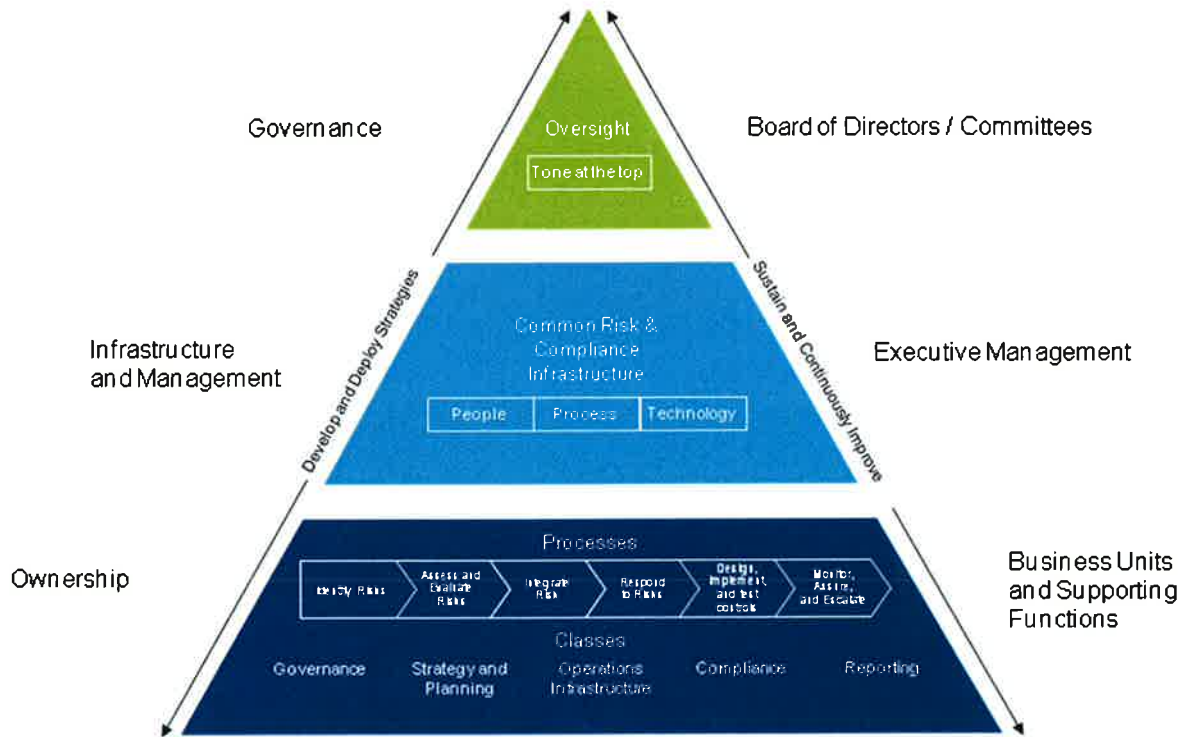 Governance
Oversight
Board of Directors / Committees
Tone at the top
Develop and Deploy Strategies
Sustain and Continuously Improve
Infrastructure
and Management
Common Risk &
Compliance
Infrastructure
Executive Management
People
Process
Technology
Ownership
Processes
Identify Risks
Assess and
Evaluate
Risks
Integrate
Risk
Respond
to Risks
Design,
Implement,
and test
controls
Monitor,
Assure,
and Escalate
Business Units
and Supporting
Functions
Classes
Governance
Strategy and
Planning
Operations
Infrastructure
Compliance
Reporting